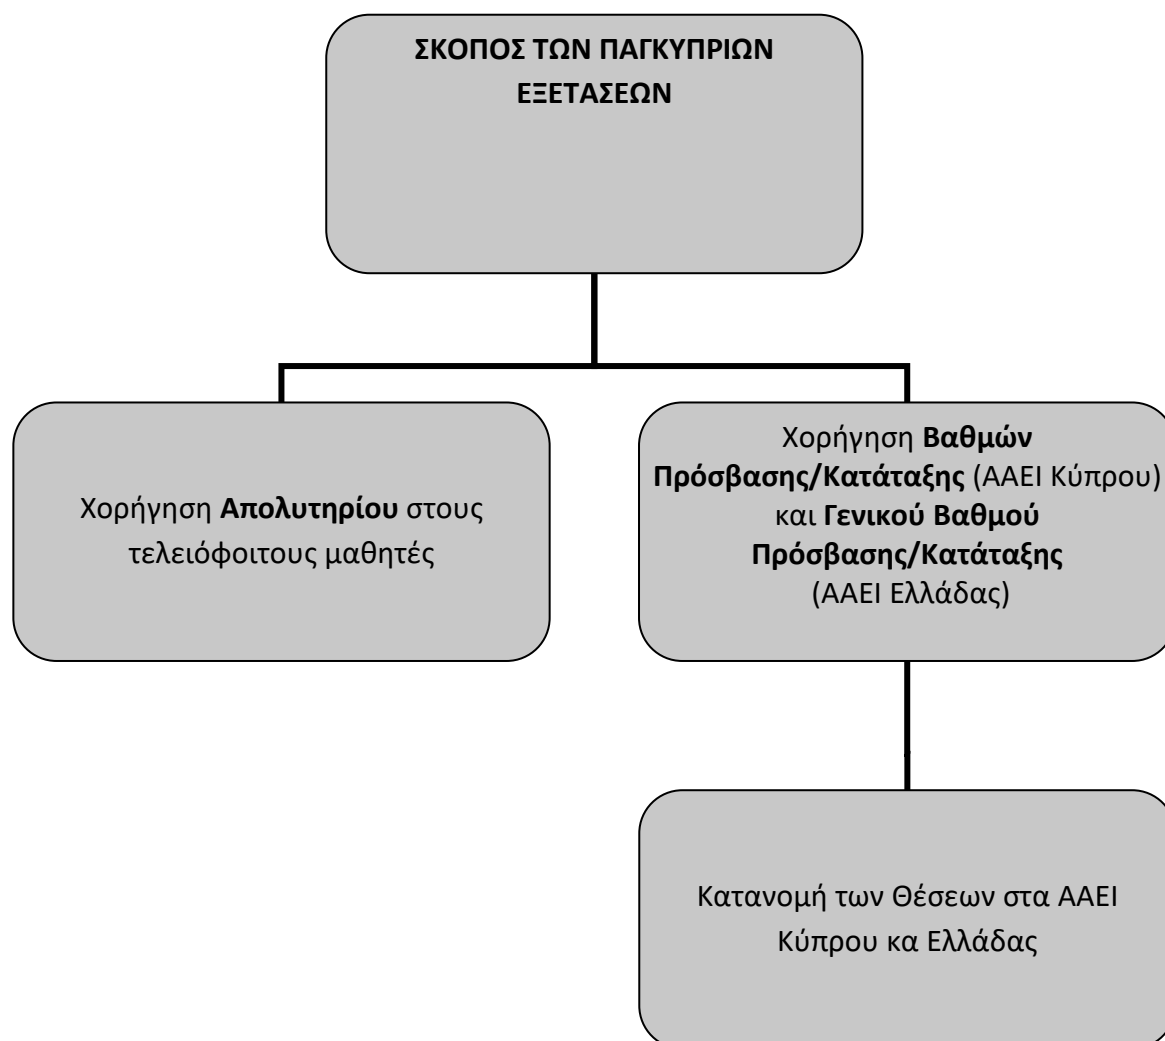 ΣΚΟΠΟΣ ΤΩΝ ΠΑΓΚΥΠΡΙΩΝ
ΕΞΕΤΑΣΕΩΝ
Χορήγηση Απολυτηρίου στους
τελειόφοιτους μαθητές
Χορήγηση Βαθμών
Πρόσβασης/Κατάταξης (ΑΑΕΙ Κύπρου)
και Γενικού Βαθμού
Πρόσβασης/Κατάταξης
(ΑΑΕΙ Ελλάδας)
Κατανομή των Θέσεων στα ΑΑΕΙ
Κύπρου κα Ελλάδας